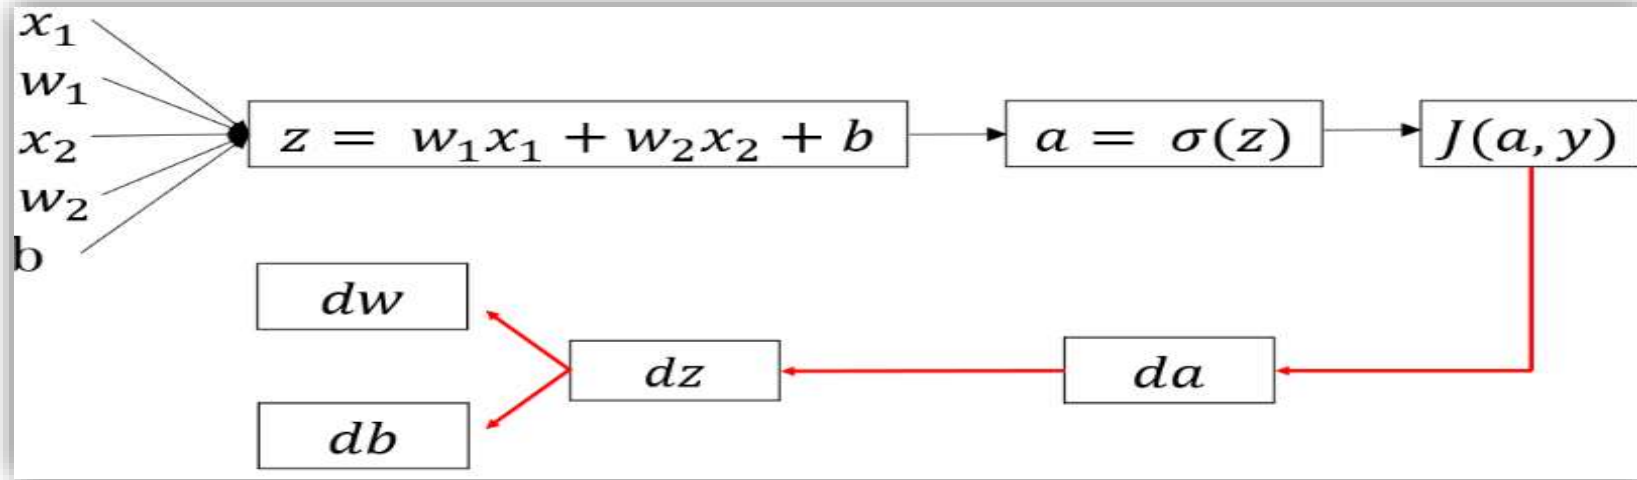 x₁
w₁
x₂
w₂
b
z = w₁x₁ + w₂x₂ + b
a = σ(z)
J(a, y)
dw
db
dz
da